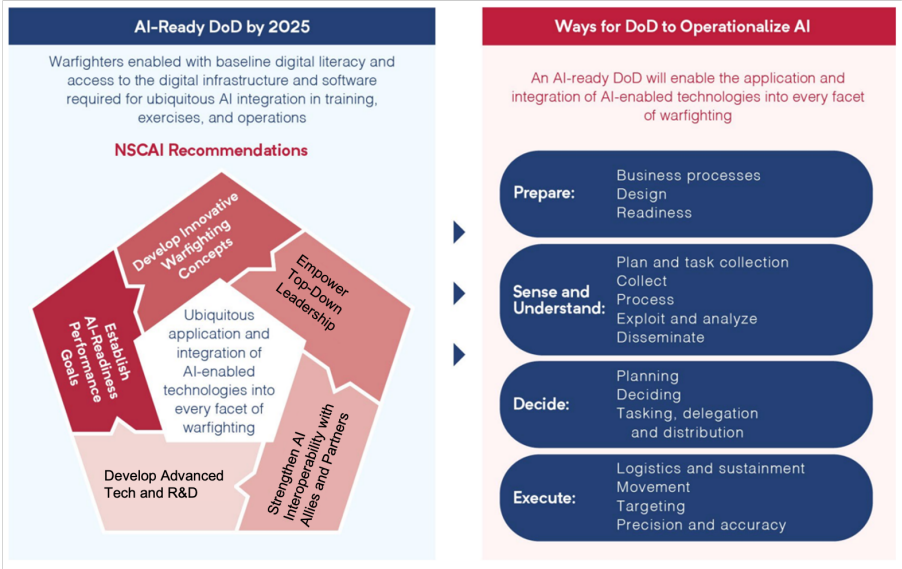 AI-Ready DoD by 2025
Warfighters enabled with baseline digital literacy and
access to the digital infrastructure and software
required for ubiquitous AI integration in training,
exercises, and operations
NSCAI Recommendations
Develop Innovative
Warfighting
Concepts
Empower
Top-Down
Leadership
Establish
AI-Readiness
Performance
Goals
Ubiquitous
application and
integration of
AI-enabled
technologies into
every facet of
warfighting
Develop Advanced
Tech and R&D
Strengthen AI
Interoperability with
Allies and Partners
Ways for DoD to Operationalize AI
An AI-ready DoD will enable the application and
integration of AI-enabled technologies into every facet
of warfighting
Prepare:
Business processes
Design
Readiness
Sense and
Understand:
Plan and task collection
Collect
Process
Exploit and analyze
Disseminate
Decide:
Planning
Deciding
Tasking, delegation
and distribution
Execute:
Logistics and sustainment
Movement
Targeting
Precision and accuracy